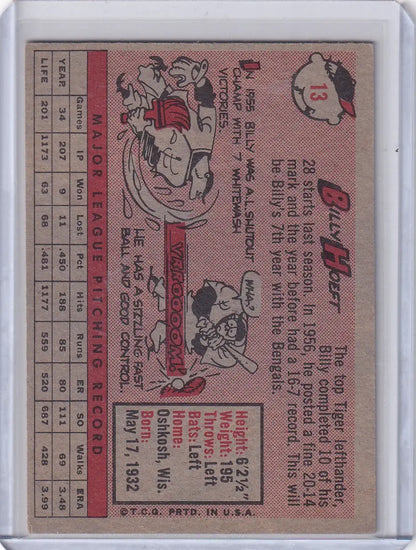 13
BILLY HOEFT
The top Tiger lefthander,
Billy completed 10 of his
28 starts last season. In 1956, he posted a fine 20-14
mark and the year before had a 16-7 record. This will
be Billy's 7th year with the Bengals.
IN 1955 BILLY WAS A.L. SHUTOUT
CHAMP WITH 7 WHITEWASH
VICTORIES.
WHA?
VAROOOOM!
HE HAS A SIZZLING FAST
BALL AND GOOD CONTROL.
Height: 6'2½"
Weight: 195
Throws: Left
Bats: Left
Home:
Oshkosh, Wis.
Born:
May 17, 1932
MAJOR LEAGUE PITCHING RECORD
Games IP Won Lost Pct. Hits Runs ER SO Walks ERA
YEAR 34 207 9 11 .450 188 85 80 111 69 3.48
LIFE 201 1173 63 68 .481 1177 559 520 687 428 3.99
© T.C.G. PRTD. IN U.S.A.